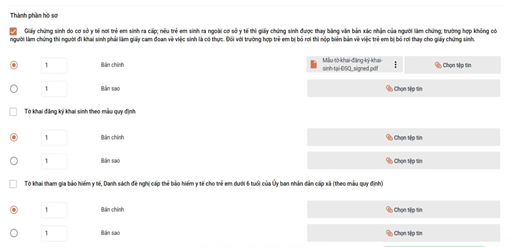 Thành phần hồ sơ
Giấy chứng sinh do cơ sở y tế nơi trẻ em sinh ra cấp; nếu trẻ em sinh ra ngoài cơ sở y tế thì giấy chứng sinh được thay bằng văn bản xác nhận của người làm chứng; trường hợp không có
người làm chứng thì người đi khai sinh phải làm giấy cam đoan về việc sinh là có thực. Đối với trường hợp trẻ em bị bỏ rơi thì nộp biên bản về việc trẻ em bị bỏ rơi thay cho giấy chứng sinh.
1 Bản chính Mẫu-tờ-khai-đăng-ký-khai- Chọn tệp tin
sinh-tại-ĐSQ_signed.pdf
1 Bản sao Chọn tệp tin
Tờ khai đăng ký khai sinh theo mẫu quy định
1 Bản chính Chọn tệp tin
1 Bản sao Chọn tệp tin
Tờ khai tham gia bảo hiểm y tế, Danh sách đề nghị cấp thẻ bảo hiểm y tế cho trẻ em dưới 6 tuổi của Ủy ban nhân dân cấp xã (theo mẫu quy định)
1 Bản chính Chọn tệp tin
1 Bản sao Chọn tệp tin